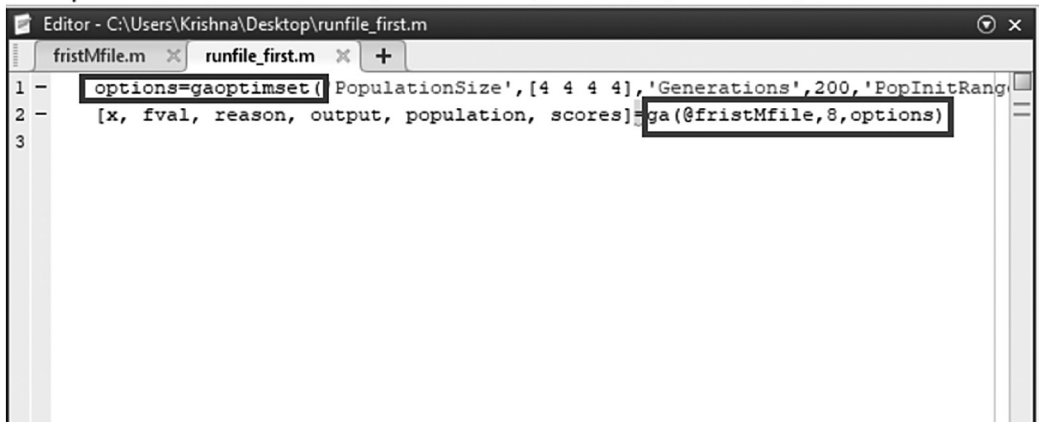 Editor - C:\Users\Krishna\Desktop\runfile_first.m
fristMfile.m runfile_first.m +
1 - options=gaoptimset('PopulationSize',[4 4 4 4],'Generations',200,'PopInitRang
2 - [x, fval, reason, output, population, scores]=ga(@fristMfile,8,options)
3